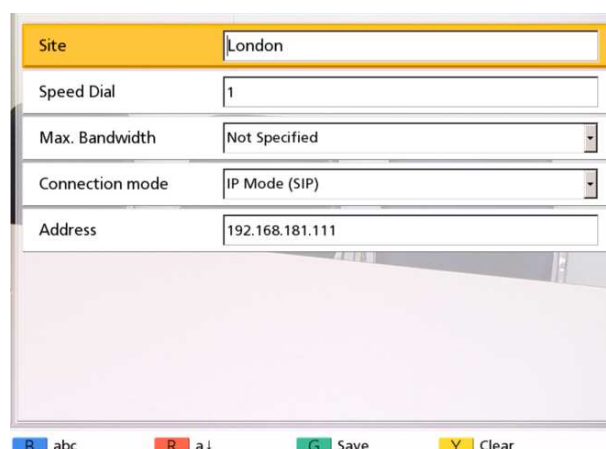 Site London
Speed Dial 1
Max. Bandwidth Not Specified
Connection mode IP Mode (SIP)
Address 192.168.181.111
B abc R a↓ G Save Y Clear